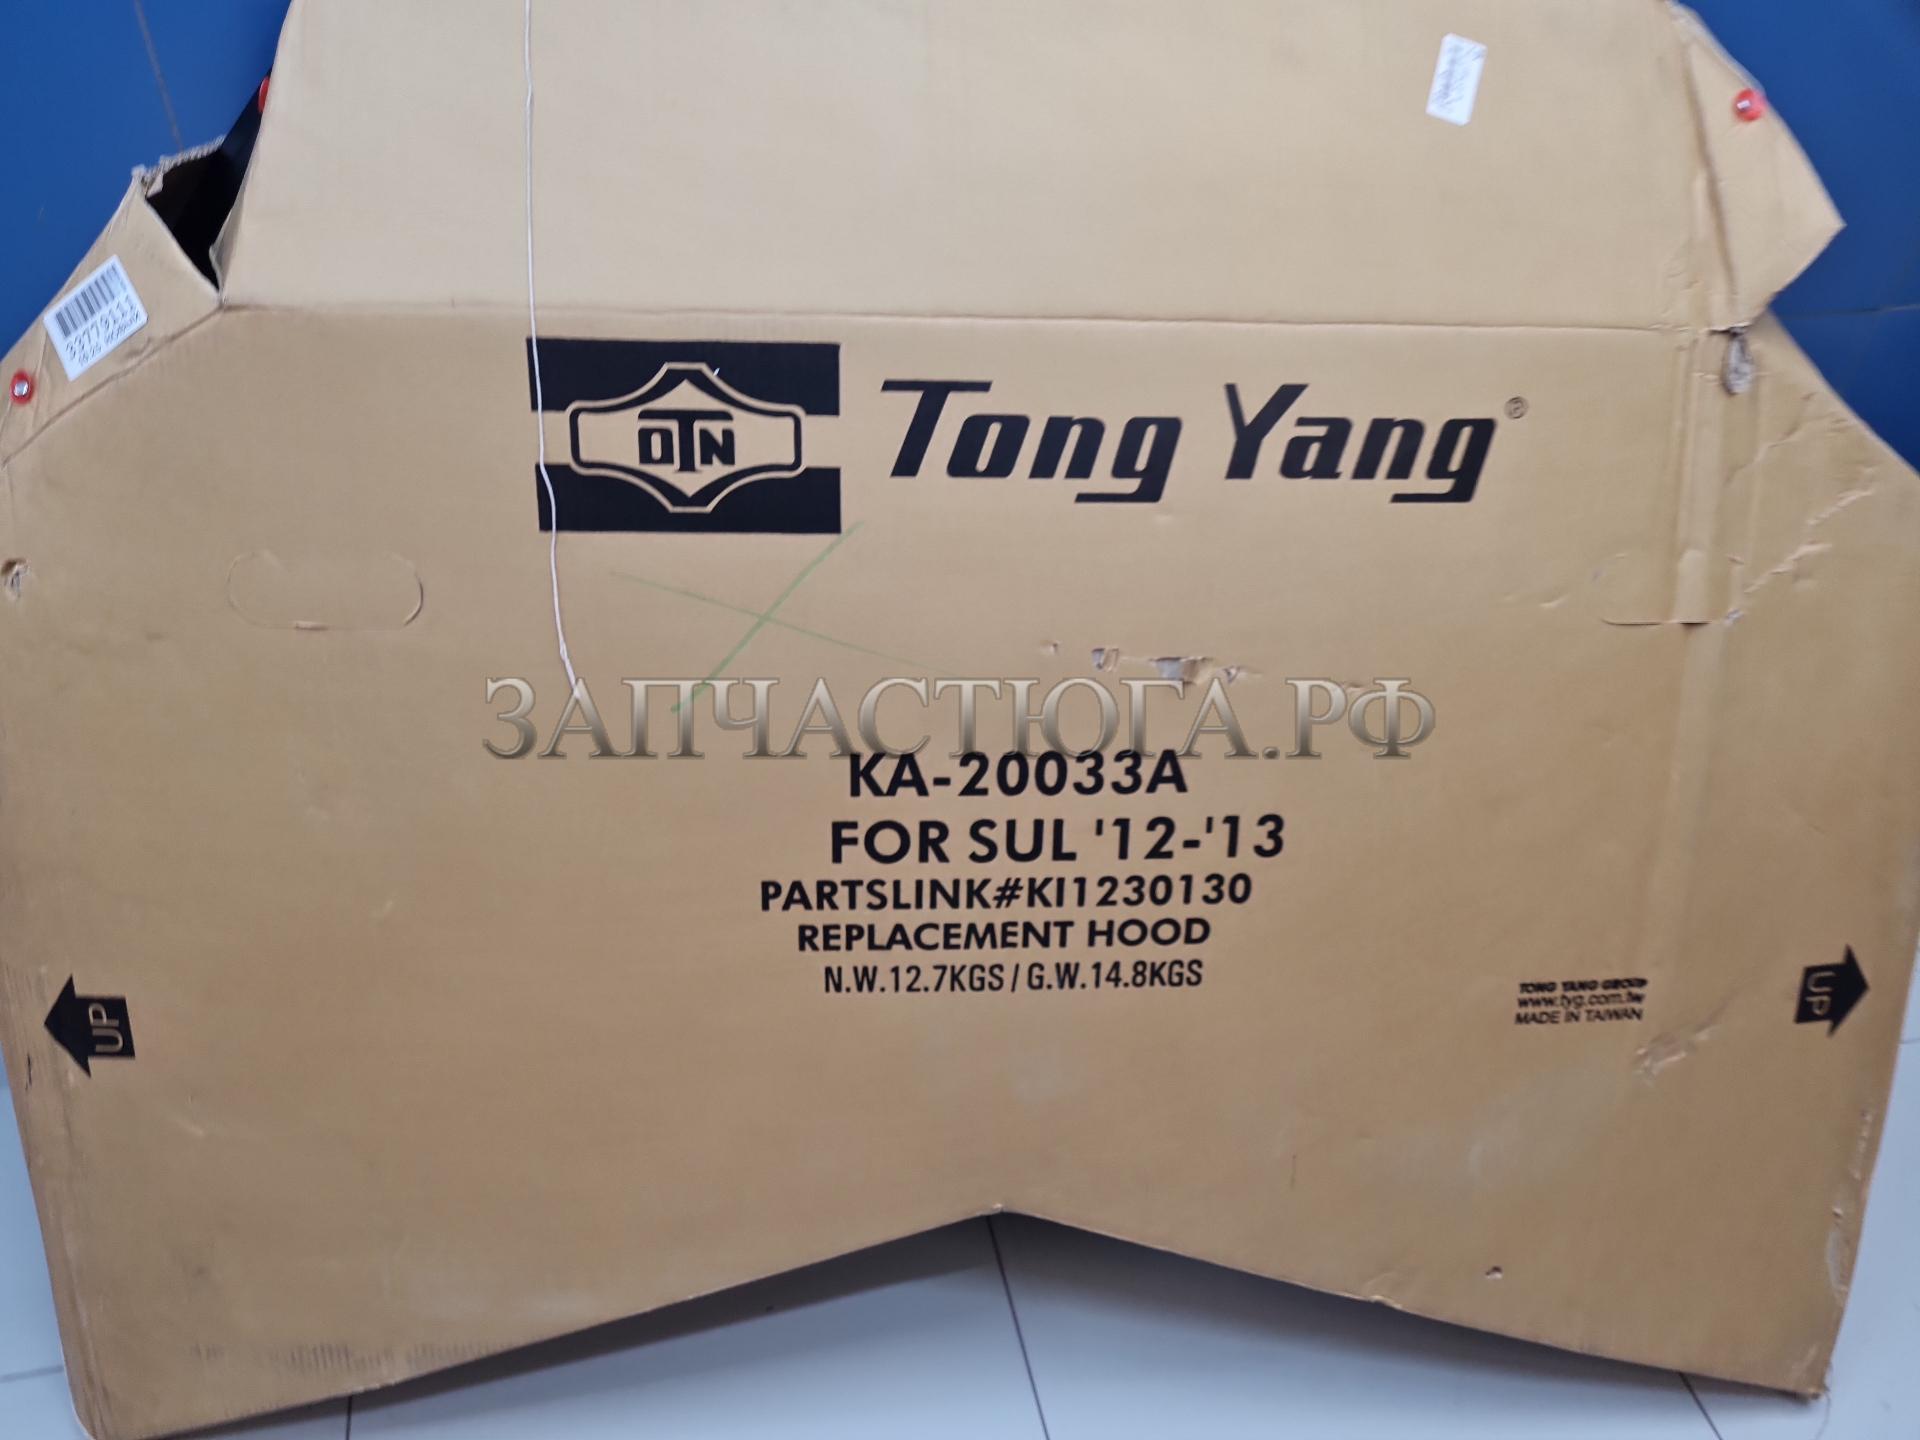 33779111
OTN
Tong Yang®
ЗАПЧАСТЮГА.РФ
KA-20033A
FOR SUL '12-'13
PARTSLINK#KI1230130
REPLACEMENT HOOD
N.W.12.7KGS / G.W.14.8KGS
TONG YANG GROUP
www.tyg.com.tw
MADE IN TAIWAN
UP
UP